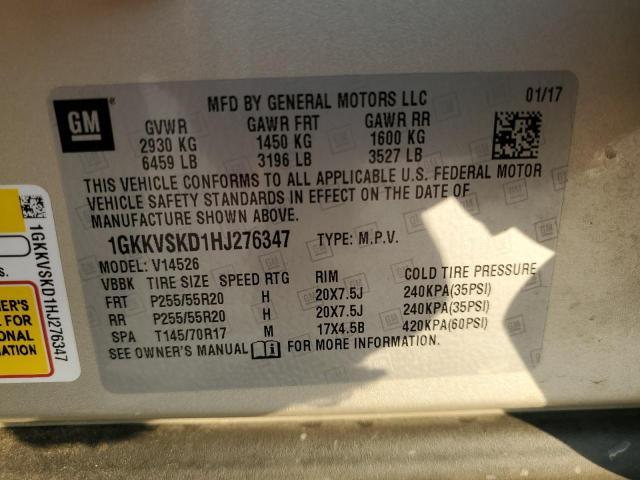 GM
MFD BY GENERAL MOTORS LLC 01/17
GVWR GAWR FRT GAWR RR
2930 KG 1450 KG 1600 KG
6459 LB 3196 LB 3527 LB
THIS VEHICLE CONFORMS TO ALL APPLICABLE U.S. FEDERAL MOTOR
VEHICLE SAFETY STANDARDS IN EFFECT ON THE DATE OF
MANUFACTURE SHOWN ABOVE.
1GKKVSKD1HJ276347 TYPE: M.P.V.
MODEL: V14526
VBBK TIRE SIZE SPEED RTG RIM COLD TIRE PRESSURE
FRT P255/55R20 H 20X7.5J 240KPA(35PSI)
RR P255/55R20 H 20X7.5J 240KPA(35PSI)
SPA T145/70R17 M 17X4.5B 420KPA(60PSI)
SEE OWNER'S MANUAL FOR MORE INFORMATION.
1GKKVSKD1HJ276347
s.
NER'S
L FOR
IONAL
MATION